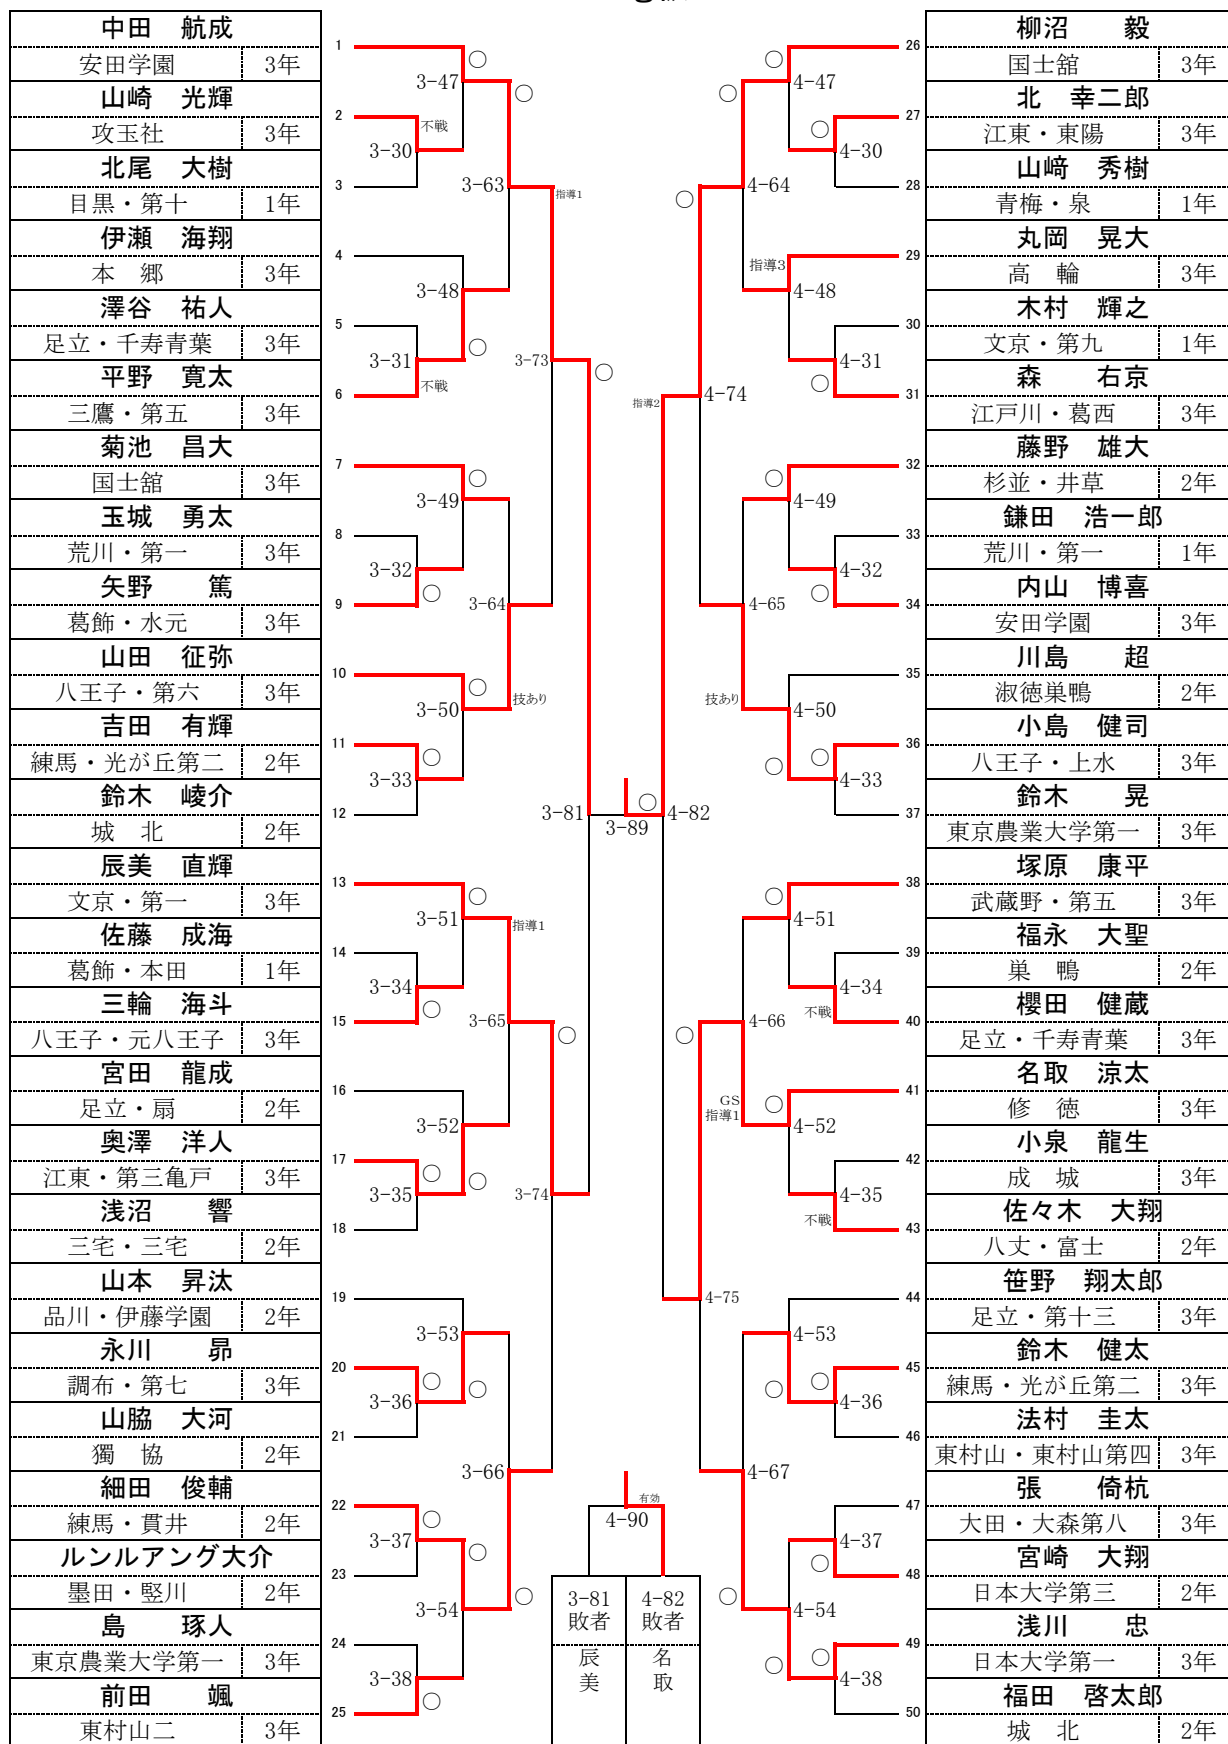 中田　航成
安田学園 3年
山崎　光輝
攻玉社 3年
北尾　大樹
目黒・第十 1年
伊瀬　海翔
本　郷 3年
澤谷　祐人
足立・千寿青葉 3年
平野　寛太
三鷹・第五 3年
菊池　昌大
国士舘 3年
玉城　勇太
荒川・第一 3年
矢野　　篤
葛飾・水元 3年
山田　征弥
八王子・第六 3年
吉田　有輝
練馬・光が丘第二 2年
鈴木　崚介
城　北 2年
辰美　直輝
文京・第一 3年
佐藤　成海
葛飾・本田 1年
三輪　海斗
八王子・元八王子 3年
宮田　龍成
足立・扇 2年
奥澤　洋人
江東・第三亀戸 3年
浅沼　　響
三宅・三宅 2年
山本　昇汰
品川・伊藤学園 2年
永川　　昴
調布・第七 3年
山脇　大河
獨　協 2年
細田　俊輔
練馬・貫井 2年
ルンルアング大介
墨田・竪川 2年
島　　琢人
東京農業大学第一 3年
前田　　颯
東村山二 3年
1
2
3
4
5
6
7
8
9
10
11
12
13
14
15
16
17
18
19
20
21
22
23
24
25
3-47 ○
不戦
3-30
3-48
3-31 ○
不戦
3-49 ○
3-32 ○
3-50 ○
3-33 ○
3-51 ○
3-34 ○
3-52
3-35 ○ ○
3-53
3-36 ○ ○
3-37 ○ ○
3-54
3-38 ○
○
3-63
3-64
技あり
指導1
3-65
3-66
○
指導1
3-73
○
3-74
○
3-81
3-89
○
4-82
有効
4-90
3-81 敗者
4-82 敗者
辰美
名取
指導2
4-74
4-75
○
4-64
○
4-65
技あり
○
4-66
GS
指導1
4-67
○
○ 4-47
○ 4-30
指導3
4-48
4-31
○
○ 4-49
4-32
○
4-50
○ ○ 4-33
○ 4-51
4-34
不戦
○ 4-52
4-35
不戦
4-53
○ ○ 4-36
4-37
○
4-54
○ ○ 4-38
26
27
28
29
30
31
32
33
34
35
36
37
38
39
40
41
42
43
44
45
46
47
48
49
50
柳沼　　毅
国士舘 3年
北　幸二郎
江東・東陽 3年
山﨑　秀樹
青梅・泉 1年
丸岡　晃大
高　輪 3年
木村　輝之
文京・第九 1年
森　　右京
江戸川・葛西 3年
藤野　雄大
杉並・井草 2年
鎌田　浩一郎
荒川・第一 1年
内山　博喜
安田学園 3年
川島　　超
淑徳巣鴨 2年
小島　健司
八王子・上水 3年
鈴木　　晃
東京農業大学第一 3年
塚原　康平
武蔵野・第五 3年
福永　大聖
巣　鴨 2年
櫻田　健蔵
足立・千寿青葉 3年
名取　涼太
修　徳 3年
小泉　龍生
成　城 3年
佐々木　大翔
八丈・富士 2年
笹野　翔太郎
足立・第十三 3年
鈴木　健太
練馬・光が丘第二 3年
法村　圭太
東村山・東村山第四 3年
張　　倚杭
大田・大森第八 3年
宮崎　大翔
日本大学第三 2年
浅川　　忠
日本大学第一 3年
福田　啓太郎
城　北 2年